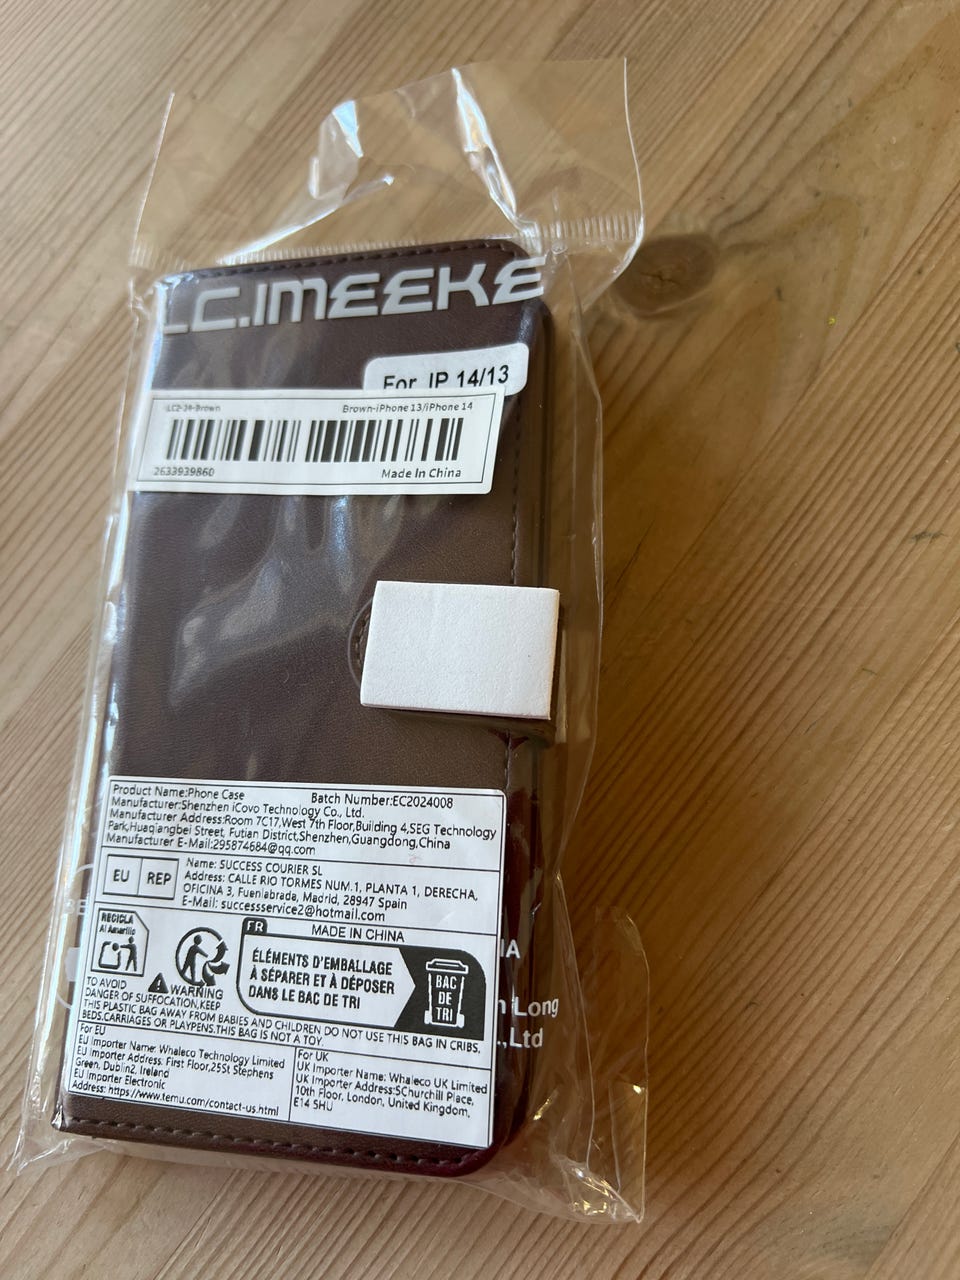 LC.IMEEKE
For IP 14/13
Brown-iPhone 13/iPhone 14
2633939860
Made In China
Product Name:Phone Case Batch Number:EC2024008
Manufacturer:Shenzhen iCovo Technology Co., Ltd.
Manufacturer Address:Room 7C17,West 7th Floor,Building 4,SEG Technology
Park,Huaqiangbei Street, Futian District,Shenzhen,Guangdong,China
Manufacturer E-Mail:295874684@qq.com
EU REP
Name: SUCCESS COURIER SL
Address: CALLE RIO TORMES NUM.1, PLANTA 1, DERECHA,
OFICINA 3, Fuenlabrada, Madrid, 28947 Spain
E-Mail: successservice2@hotmail.com
RECICLA
Al Amarillo
FR
MADE IN CHINA
ÉLÉMENTS D'EMBALLAGE
À SÉPARER ET À DÉPOSER
DANS LE BAC DE TRI
BAC
DE
TRI
WARNING
TO AVOID
DANGER OF SUFFOCATION,KEEP
THIS PLASTIC BAG AWAY FROM BABIES AND CHILDREN DO NOT USE THIS BAG IN CRIBS,
BEDS.CARRIAGES OR PLAYPENS.THIS BAG IS NOT A TOY.
For EU
EU Importer Name: Whaleco Technology Limited
EU Importer Address: First Floor,25St Stephens
Green, Dublin2, Ireland
EU Importer Electronic
Address: https://www.temu.com/contact-us.html
For UK
UK Importer Name: Whaleco UK Limited
UK Importer Address:5Churchill Place,
10th Floor, London, United Kingdom,
E14 5HU
Long
.,Ltd